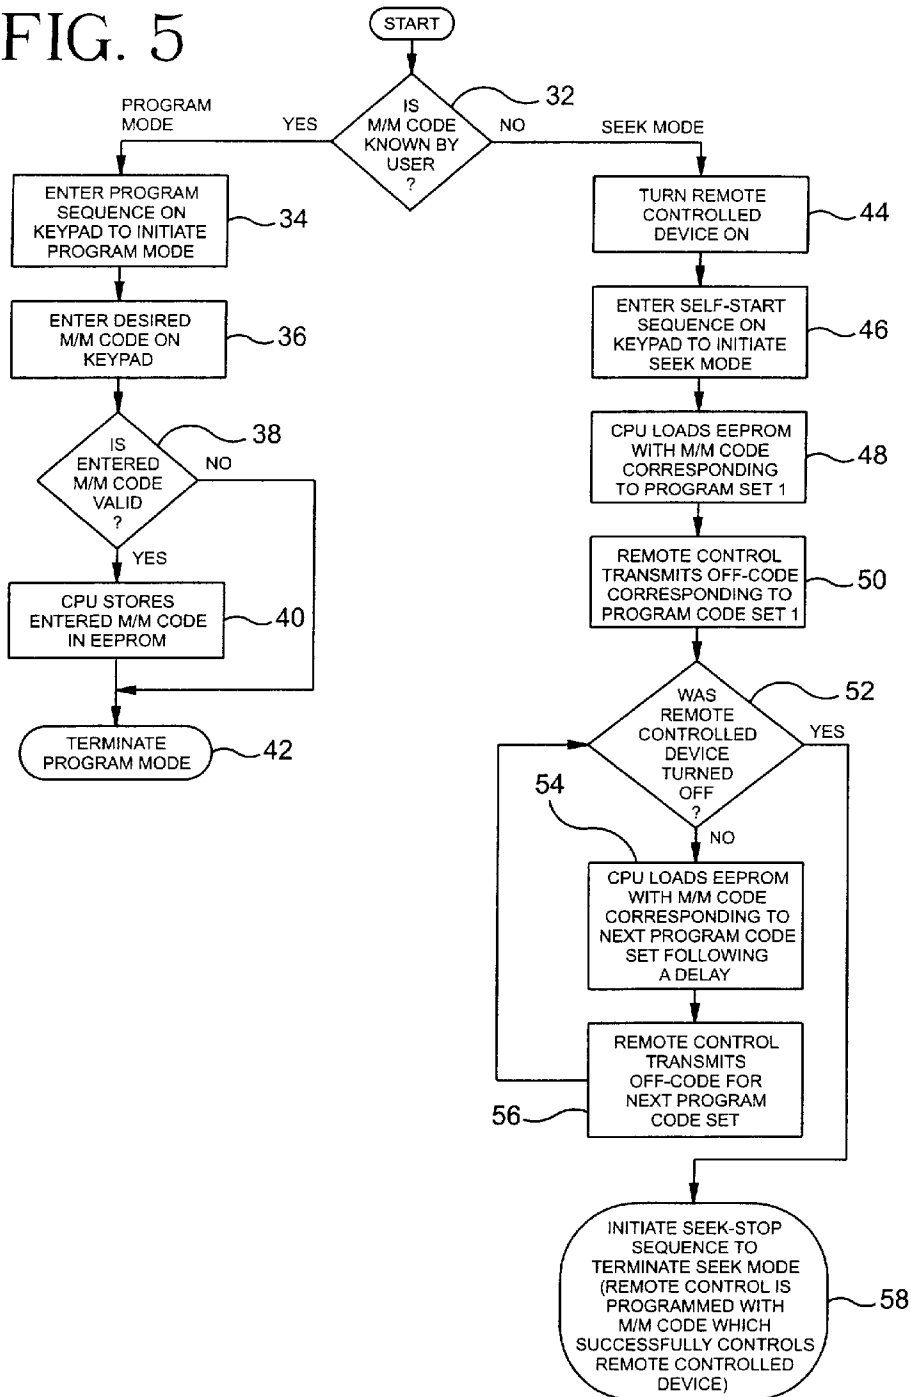 FIG. 5
START
IS
M/M CODE
KNOWN BY
USER
?
32
PROGRAM
MODE
YES
NO
SEEK MODE
ENTER PROGRAM
SEQUENCE ON
KEYPAD TO INITIATE
PROGRAM MODE
34
ENTER DESIRED
M/M CODE ON
KEYPAD
36
IS
ENTERED
M/M CODE
VALID
?
38
NO
YES
CPU STORES
ENTERED M/M CODE
IN EEPROM
40
TERMINATE
PROGRAM MODE
42
TURN REMOTE
CONTROLLED
DEVICE ON
44
ENTER SELF-START
SEQUENCE ON
KEYPAD TO INITIATE
SEEK MODE
46
CPU LOADS EEPROM
WITH M/M CODE
CORRESPONDING
TO PROGRAM SET 1
48
REMOTE CONTROL
TRANSMITS OFF-CODE
CORRESPONDING TO
PROGRAM CODE SET 1
50
WAS
REMOTE
CONTROLLED
DEVICE
TURNED
OFF
?
52
YES
NO
54
CPU LOADS EEPROM
WITH M/M CODE
CORRESPONDING TO
NEXT PROGRAM CODE
SET FOLLOWING
A DELAY
REMOTE CONTROL
TRANSMITS
OFF-CODE FOR
NEXT PROGRAM
CODE SET
56
INITIATE SEEK-STOP
SEQUENCE TO
TERMINATE SEEK MODE
(REMOTE CONTROL IS
PROGRAMMED WITH
M/M CODE WHICH
SUCCESSFULLY CONTROLS
REMOTE CONTROLLED
DEVICE)
58